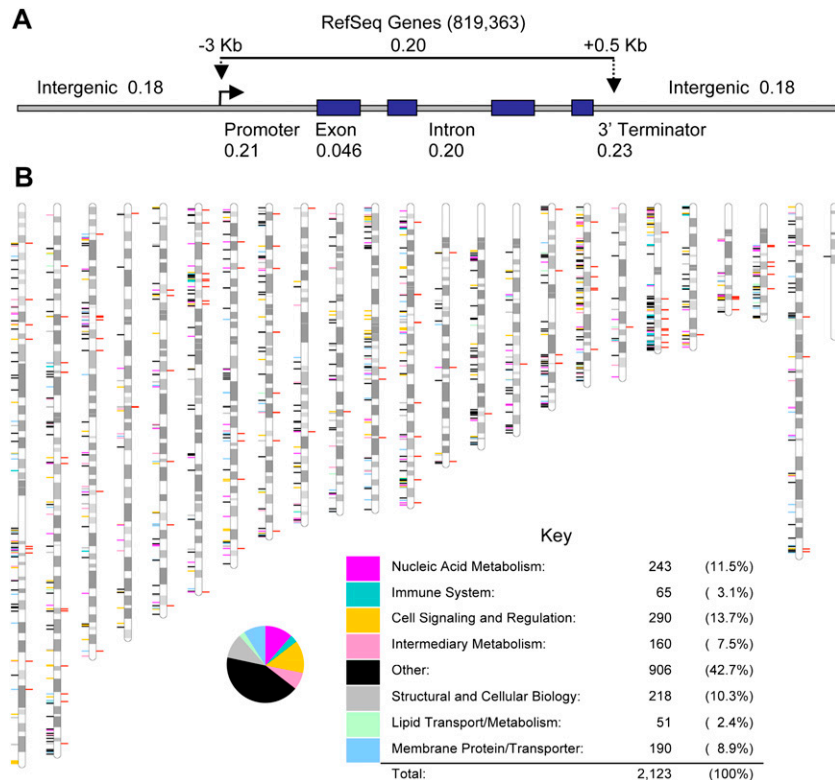 A
RefSeq Genes (819,363)
-3 Kb 0.20 +0.5 Kb
Intergenic 0.18 Intergenic 0.18
Promoter Exon Intron 3' Terminator
0.21 0.046 0.20 0.23
B
Key
Nucleic Acid Metabolism: 243 (11.5%)
Immune System: 65 ( 3.1%)
Cell Signaling and Regulation: 290 (13.7%)
Intermediary Metabolism: 160 ( 7.5%)
Other: 906 (42.7%)
Structural and Cellular Biology: 218 (10.3%)
Lipid Transport/Metabolism: 51 ( 2.4%)
Membrane Protein/Transporter: 190 ( 8.9%)
Total: 2,123 (100%)